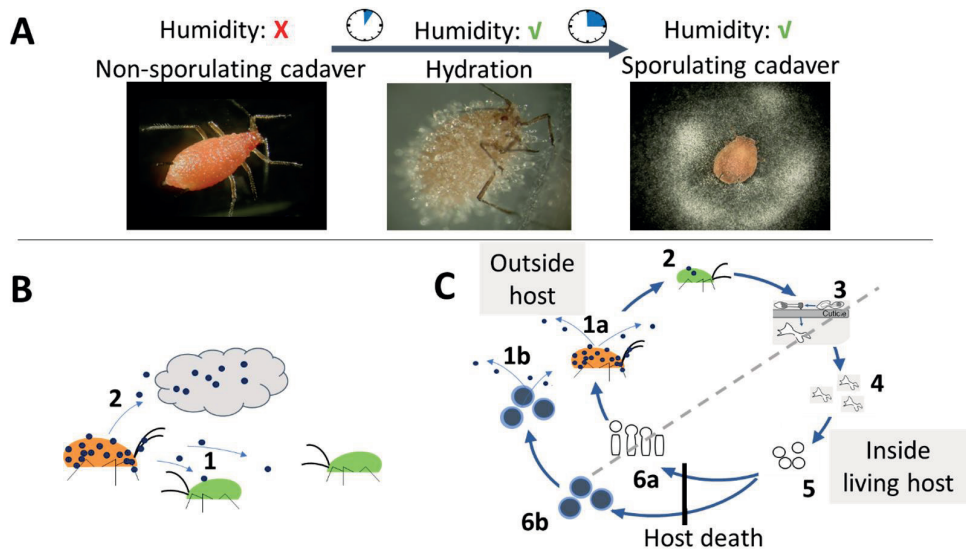 A
Humidity: X
Humidity: √
Humidity: √
Non-sporulating cadaver
Hydration
Sporulating cadaver
B
2
1
C
Outside
host
2
3
Cuticle
1a
1b
4
Inside
living host
5
6a
6b
Host death